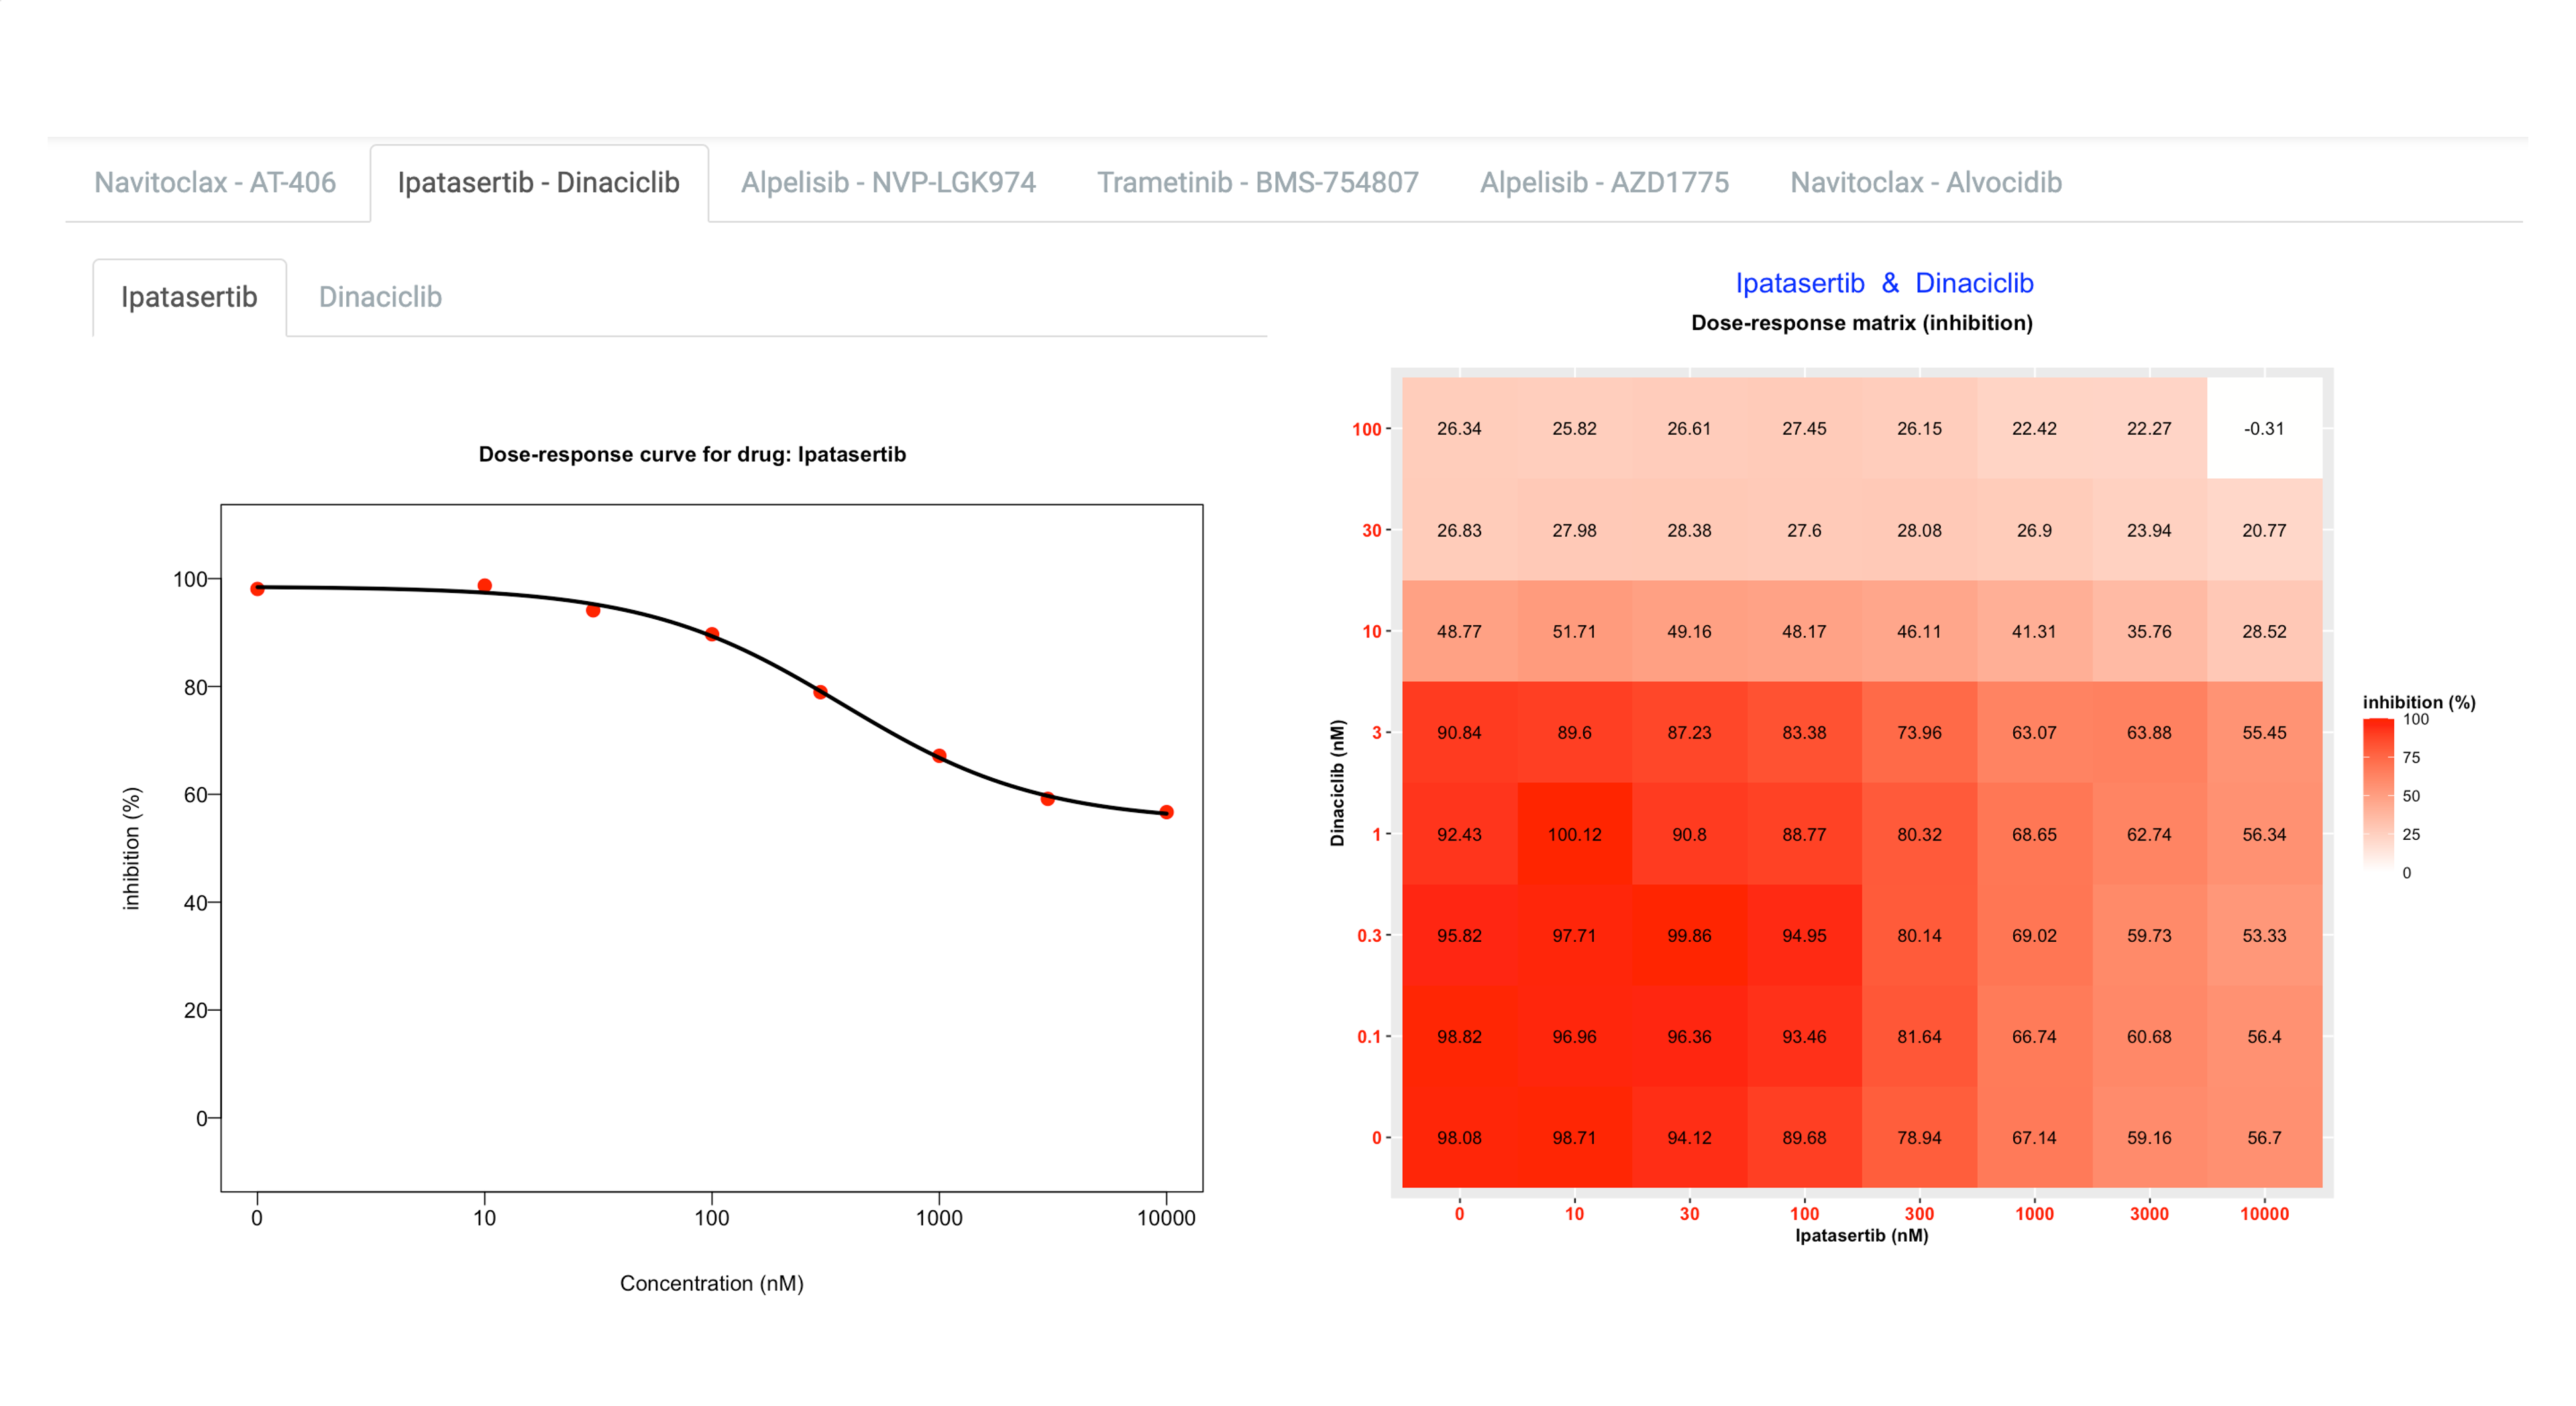 Navitoclax - AT-406 Ipatasertib - Dinaciclib Alpelisib - NVP-LGK974 Trametinib - BMS-754807 Alpelisib - AZD1775 Navitoclax - Alvocidib
Ipatasertib Dinaciclib
Dose-response curve for drug: Ipatasertib
inhibition (%)
100
80
60
40
20
0
0 10 100 1000 10000
Concentration (nM)
Ipatasertib & Dinaciclib
Dose-response matrix (inhibition)
Dinaciclib (nM)
100 26.34 25.82 26.61 27.45 26.15 22.42 22.27 -0.31
30 26.83 27.98 28.38 27.6 28.08 26.9 23.94 20.77
10 48.77 51.71 49.16 48.17 46.11 41.31 35.76 28.52
3 90.84 89.6 87.23 83.38 73.96 63.07 63.88 55.45
1 92.43 100.12 90.8 88.77 80.32 68.65 62.74 56.34
0.3 95.82 97.71 99.86 94.95 80.14 69.02 59.73 53.33
0.1 98.82 96.96 96.36 93.46 81.64 66.74 60.68 56.4
0 98.08 98.71 94.12 89.68 78.94 67.14 59.16 56.7
0 10 30 100 300 1000 3000 10000
Ipatasertib (nM)
inhibition (%)
100
75
50
25
0